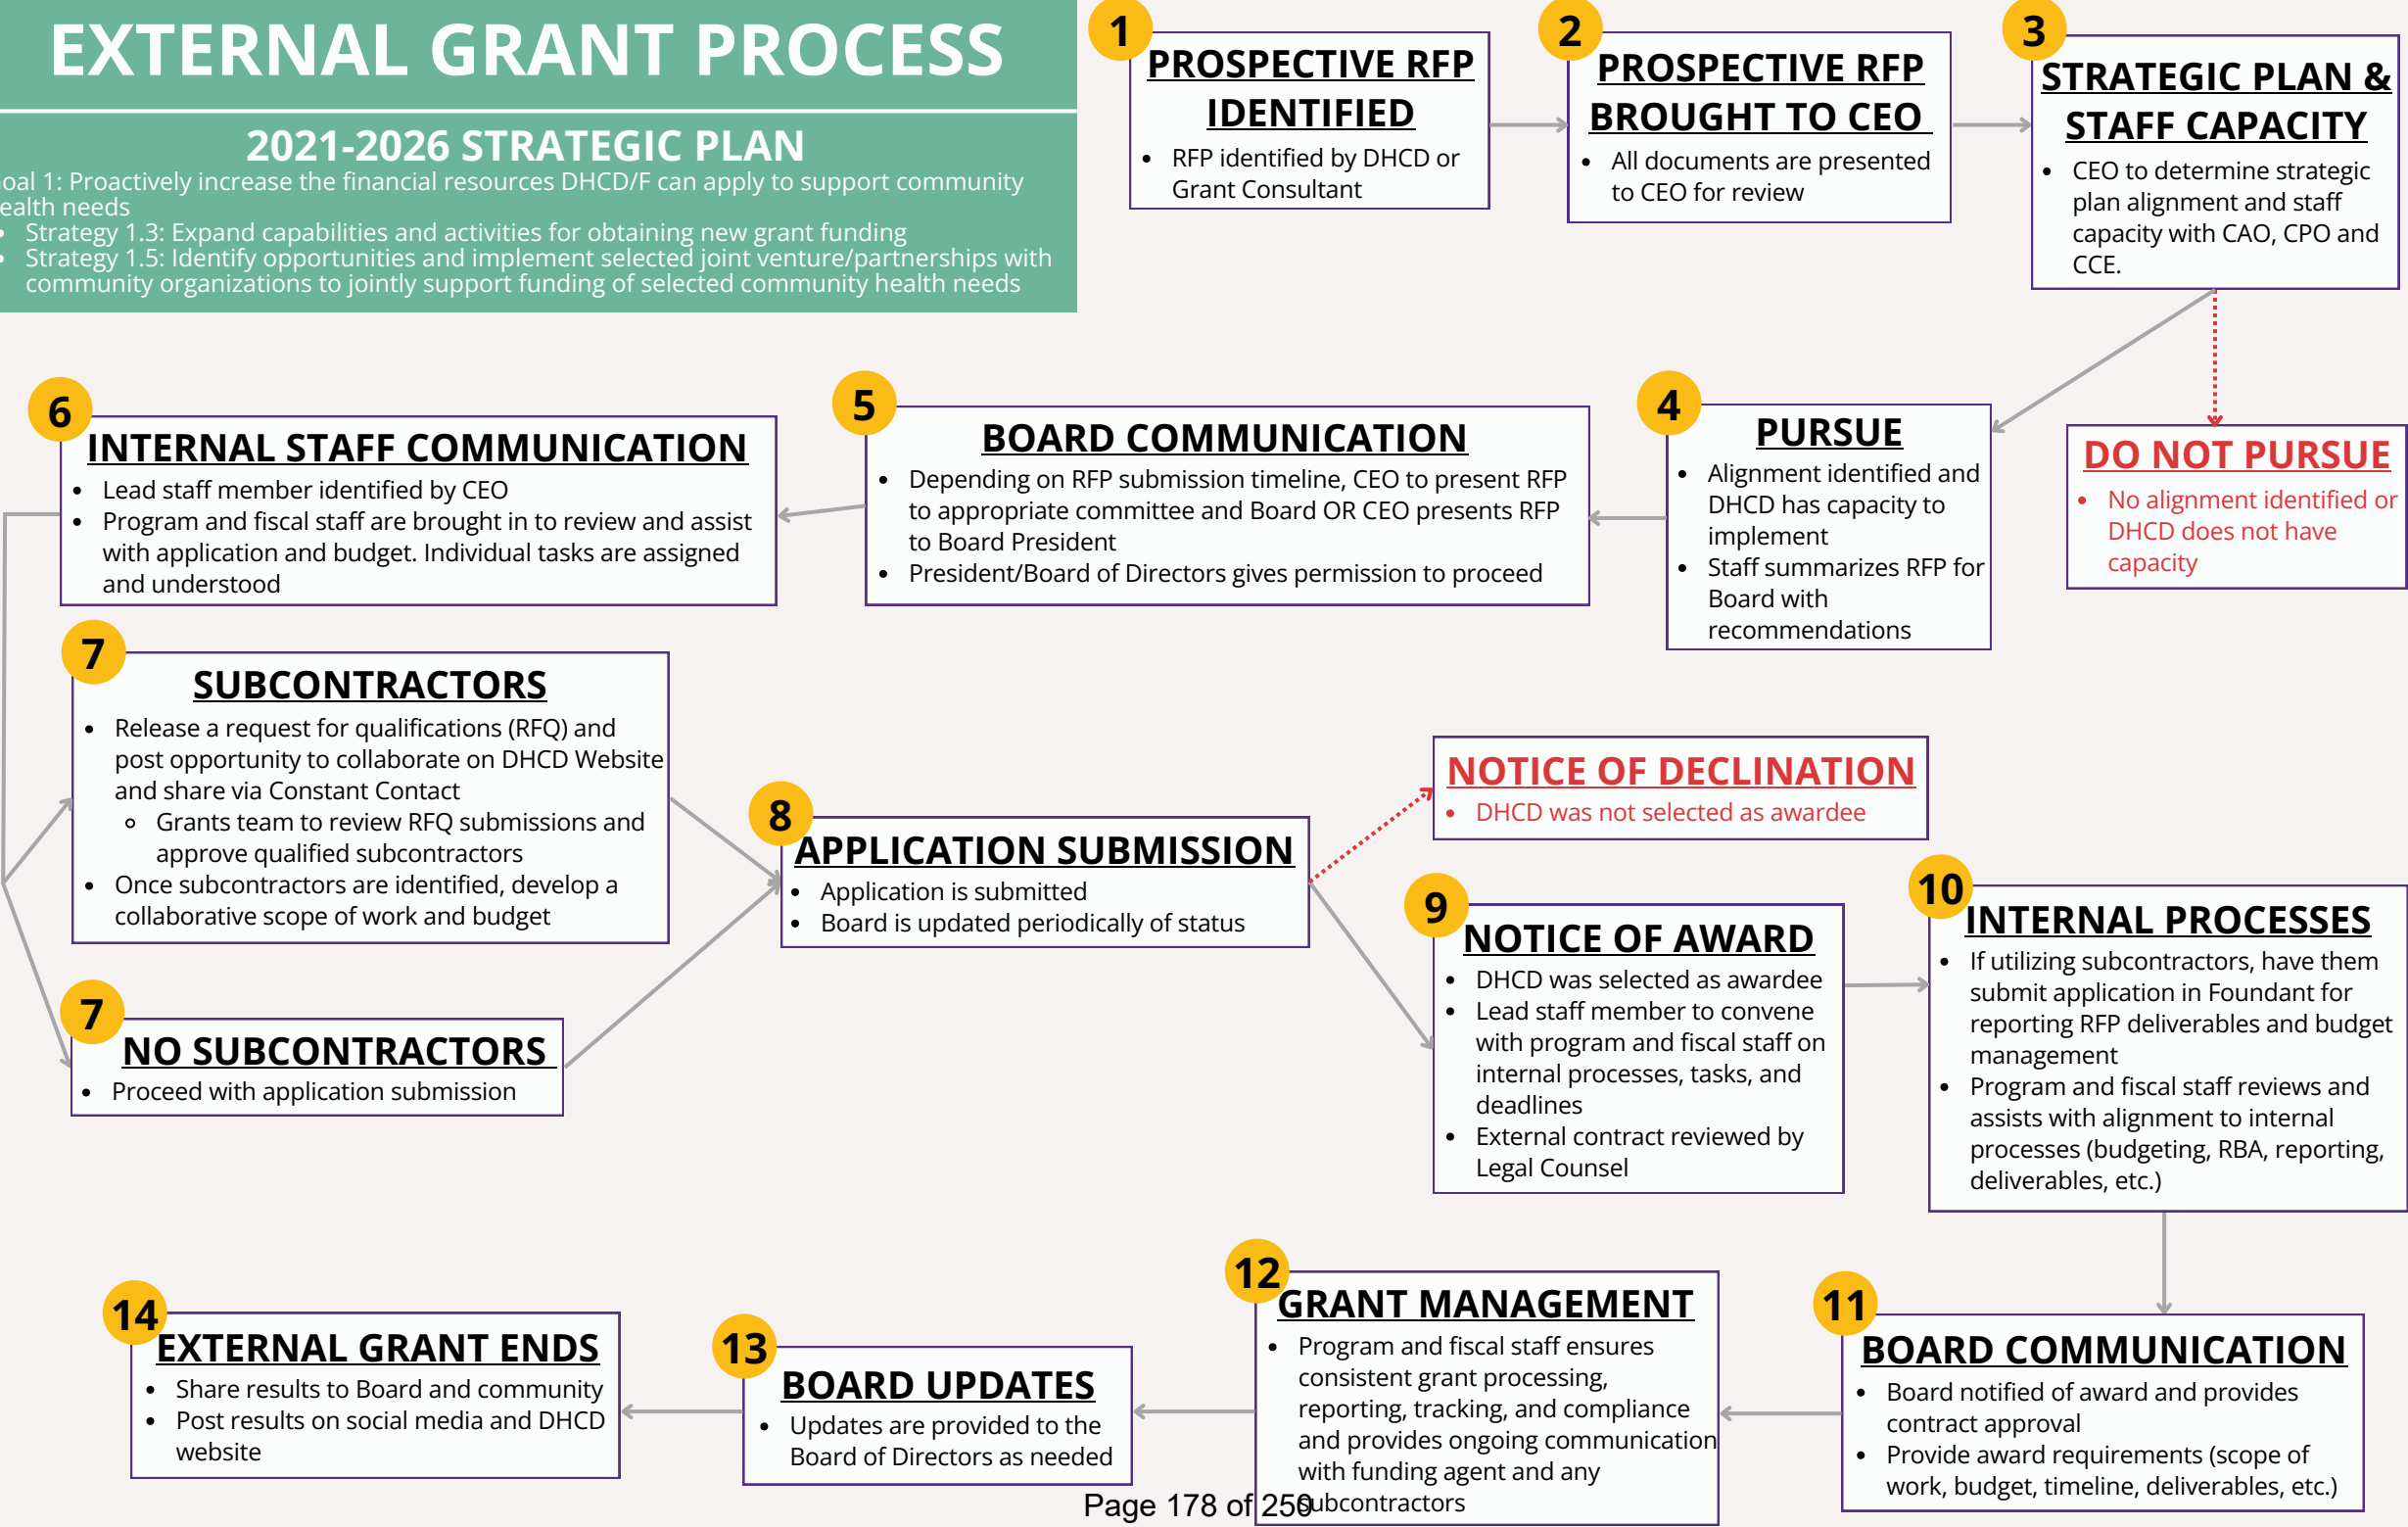 EXTERNAL GRANT PROCESS
2021-2026 STRATEGIC PLAN
oal 1: Proactively increase the financial resources DHCD/F can apply to support community
ealth needs
• Strategy 1.3: Expand capabilities and activities for obtaining new grant funding
• Strategy 1.5: Identify opportunities and implement selected joint venture/partnerships with
community organizations to jointly support funding of selected community health needs
1
PROSPECTIVE RFP
IDENTIFIED
• RFP identified by DHCD or
Grant Consultant
2
PROSPECTIVE RFP
BROUGHT TO CEO
• All documents are presented
to CEO for review
3
STRATEGIC PLAN &
STAFF CAPACITY
• CEO to determine strategic
plan alignment and staff
capacity with CAO, CPO and
CCE.
DO NOT PURSUE
• No alignment identified or
DHCD does not have
capacity
4
PURSUE
• Alignment identified and
DHCD has capacity to
implement
• Staff summarizes RFP for
Board with
recommendations
5
BOARD COMMUNICATION
• Depending on RFP submission timeline, CEO to present RFP
to appropriate committee and Board OR CEO presents RFP
to Board President
• President/Board of Directors gives permission to proceed
6
INTERNAL STAFF COMMUNICATION
• Lead staff member identified by CEO
• Program and fiscal staff are brought in to review and assist
with application and budget. Individual tasks are assigned
and understood
7
SUBCONTRACTORS
• Release a request for qualifications (RFQ) and
post opportunity to collaborate on DHCD Website
and share via Constant Contact
◦ Grants team to review RFQ submissions and
approve qualified subcontractors
• Once subcontractors are identified, develop a
collaborative scope of work and budget
7
NO SUBCONTRACTORS
• Proceed with application submission
8
APPLICATION SUBMISSION
• Application is submitted
• Board is updated periodically of status
NOTICE OF DECLINATION
• DHCD was not selected as awardee
9
NOTICE OF AWARD
• DHCD was selected as awardee
• Lead staff member to convene
with program and fiscal staff on
internal processes, tasks, and
deadlines
• External contract reviewed by
Legal Counsel
10
INTERNAL PROCESSES
• If utilizing subcontractors, have them
submit application in Foundant for
reporting RFP deliverables and budget
management
• Program and fiscal staff reviews and
assists with alignment to internal
processes (budgeting, RBA, reporting,
deliverables, etc.)
11
BOARD COMMUNICATION
• Board notified of award and provides
contract approval
• Provide award requirements (scope of
work, budget, timeline, deliverables, etc.)
12
GRANT MANAGEMENT
• Program and fiscal staff ensures
consistent grant processing,
reporting, tracking, and compliance
and provides ongoing communication
with funding agent and any
subcontractors
13
BOARD UPDATES
• Updates are provided to the
Board of Directors as needed
14
EXTERNAL GRANT ENDS
• Share results to Board and community
• Post results on social media and DHCD
website
Page 178 of 250